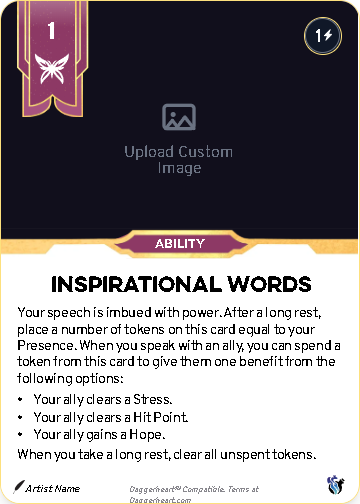 1
1
Upload Custom
Image
ABILITY
INSPIRATIONAL WORDS
Your speech is imbued with power. After a long rest,
place a number of tokens on this card equal to your
Presence. When you speak with an ally, you can spend a
token from this card to give them one benefit from the
following options:
• Your ally clears a Stress.
• Your ally clears a Hit Point.
• Your ally gains a Hope.
When you take a long rest, clear all unspent tokens.
Artist Name
Daggerheart™ Compatible. Terms at
Daggerheart.com